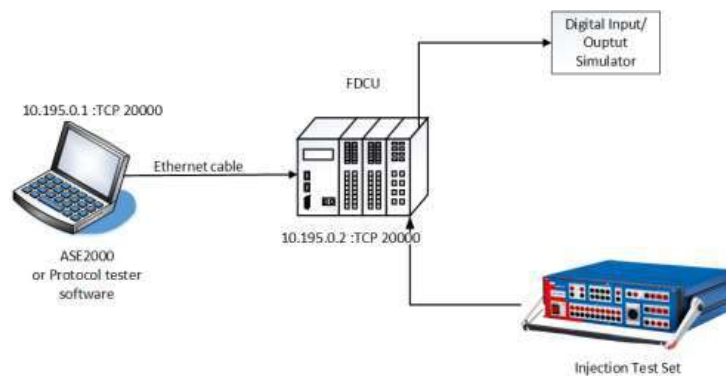 Digital Input/
Ouptut
Simulator
FDCU
10.195.0.1 :TCP 20000
Ethernet cable
10.195.0.2 :TCP 20000
ASE2000
or Protocol tester
software
Injection Test Set